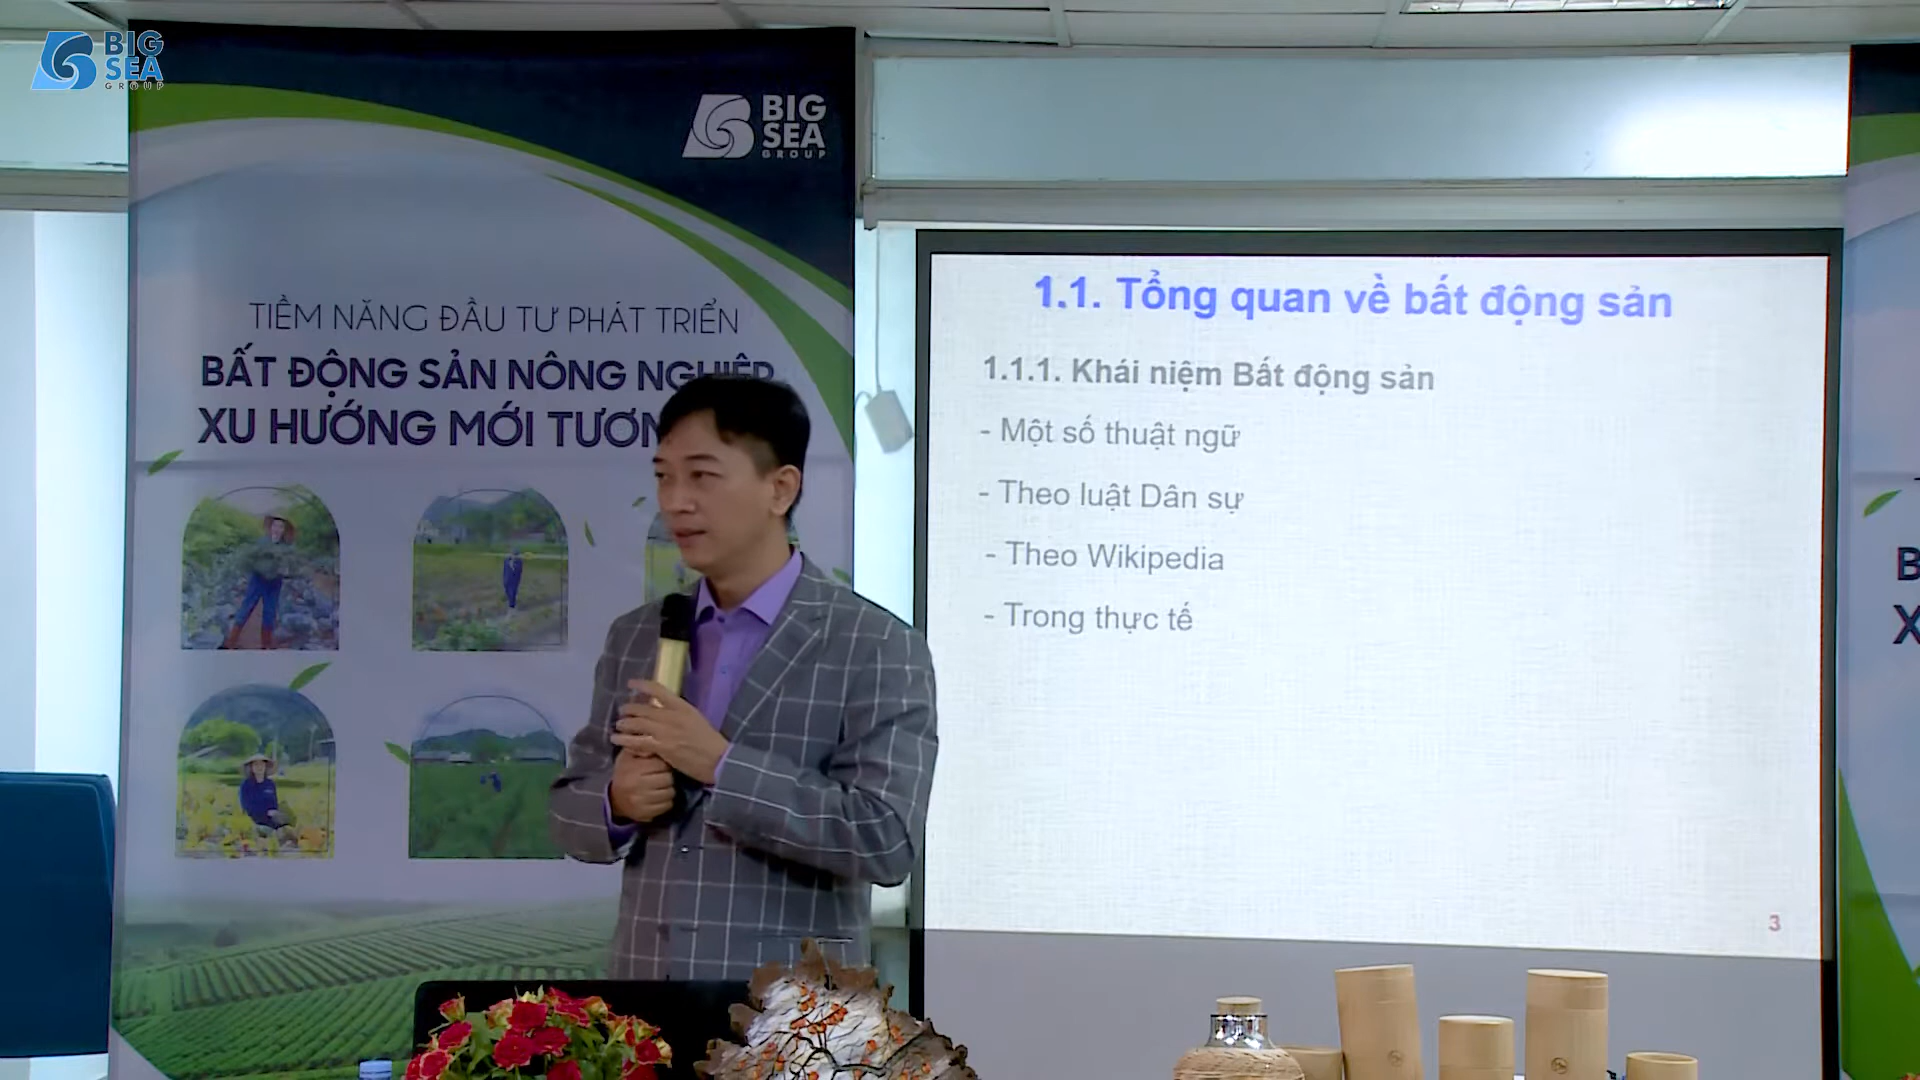 BIG
SEA
GROUP
BIG
SEA
GROUP
TIỀM NĂNG ĐẦU TƯ PHÁT TRIỂN
BẤT ĐỘNG SẢN NÔNG NGHIỆP
XU HƯỚNG MỚI
1.1. Tổng quan về bất động sản
1.1.1. Khái niệm Bất động sản
- Một số thuật ngữ
- Theo luật Dân sự
- Theo Wikipedia
- Trong thực tế
3